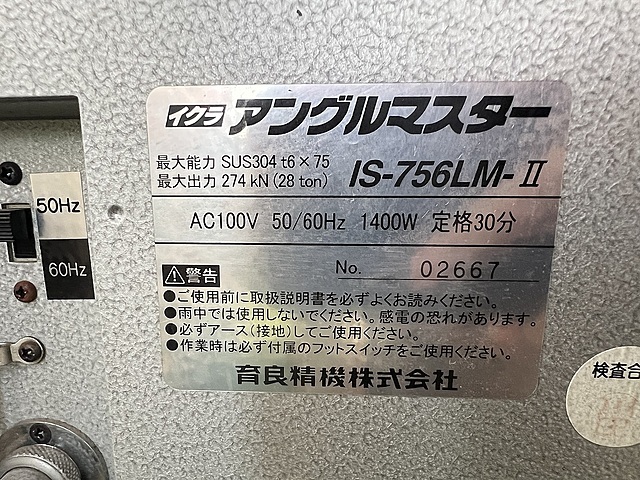 イクラ アングルマスター
最大能力 SUS304 t6×75
最大出力 274 kN (28 ton)
IS-756LM-Ⅱ
AC100V 50/60Hz 1400W 定格30分
No. 02667
警告
●ご使用前に取扱説明書を必ずよくお読みください。
●雨中では使用しないでください。感電の恐れがあります。
●必ずアース(接地)してご使用ください。
●作業時は必ず付属のフットスイッチをご使用ください。
育良精機株式会社
50Hz
60Hz
検査合